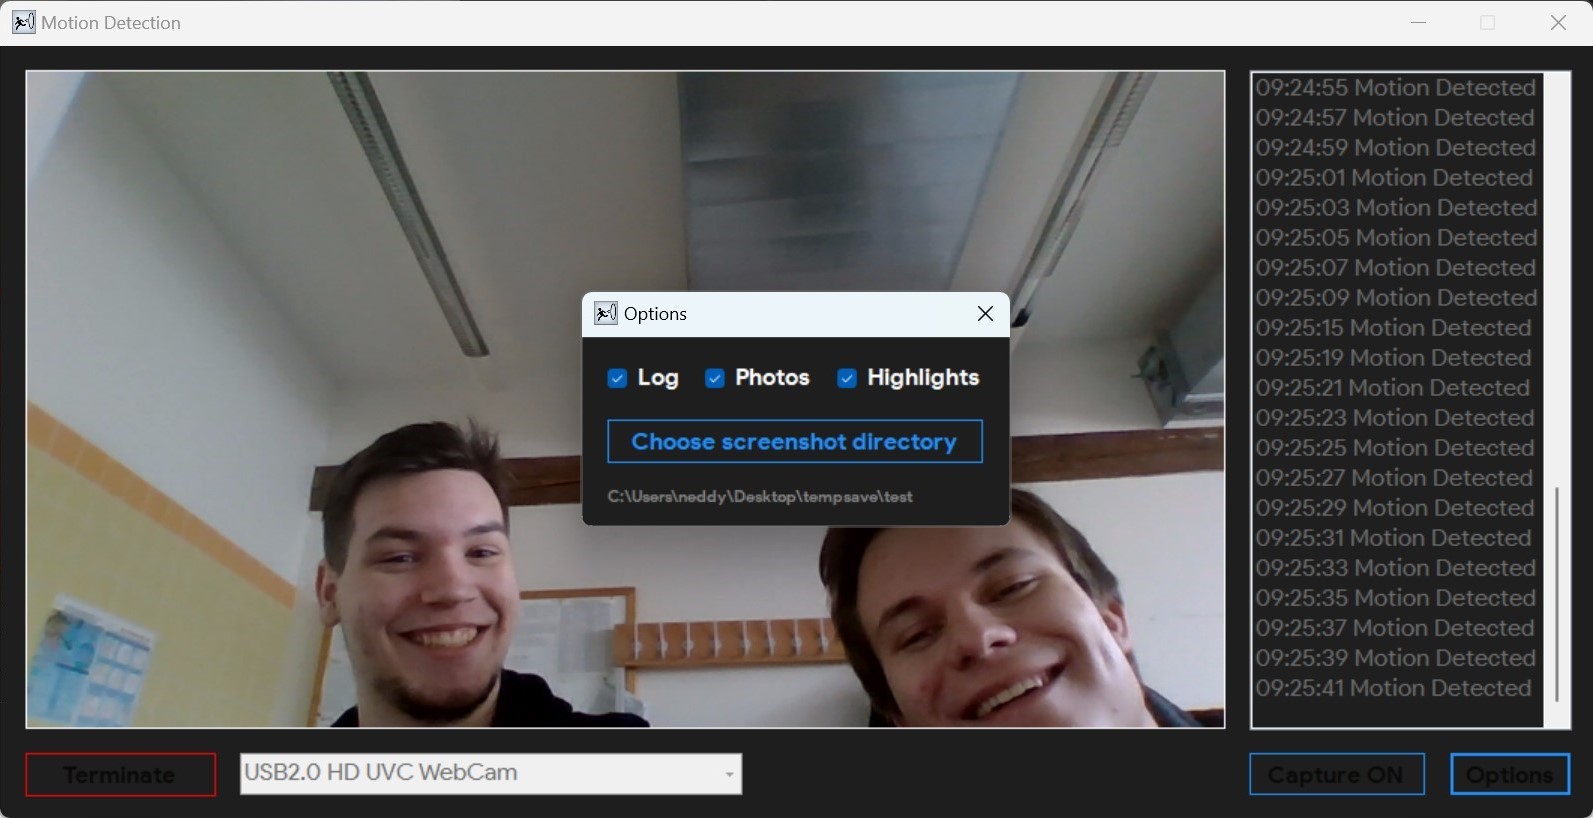 Motion Detection
09:24:55 Motion Detected
09:24:57 Motion Detected
09:24:59 Motion Detected
09:25:01 Motion Detected
09:25:03 Motion Detected
09:25:05 Motion Detected
09:25:07 Motion Detected
09:25:09 Motion Detected
09:25:15 Motion Detected
09:25:19 Motion Detected
09:25:21 Motion Detected
09:25:23 Motion Detected
09:25:25 Motion Detected
09:25:27 Motion Detected
09:25:29 Motion Detected
09:25:31 Motion Detected
09:25:33 Motion Detected
09:25:35 Motion Detected
09:25:37 Motion Detected
09:25:39 Motion Detected
09:25:41 Motion Detected
Options
Log Photos Highlights
Choose screenshot directory
C:\Users\neddy\Desktop\tempsave\test
Terminate
USB2.0 HD UVC WebCam
Capture ON
Options